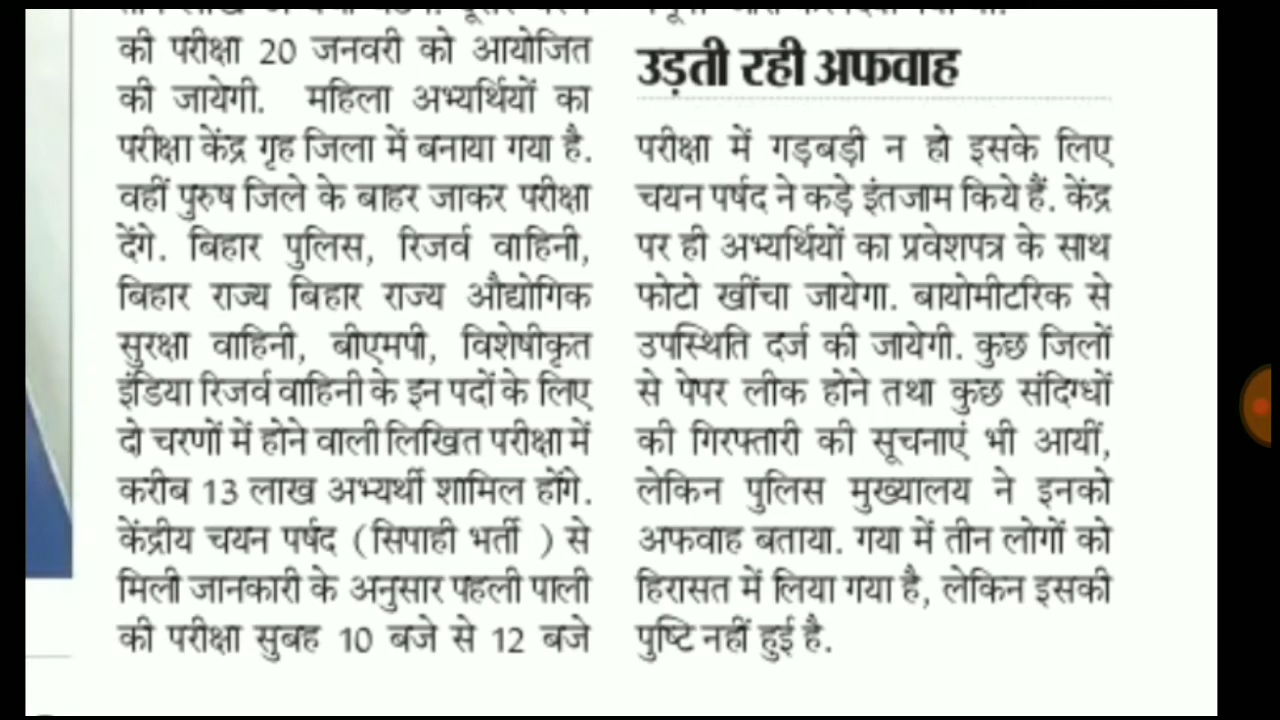 की परीक्षा 20 जनवरी को आयोजित
की जायेगी. महिला अभ्यर्थियों का
परीक्षा केंद्र गृह जिला में बनाया गया है.
वहीं पुरुष जिले के बाहर जाकर परीक्षा
देंगे. बिहार पुलिस, रिजर्व वाहिनी,
बिहार राज्य बिहार राज्य औद्योगिक
सुरक्षा वाहिनी, बीएमपी, विशेषीकृत
इंडिया रिजर्व वाहिनी के इन पदों के लिए
दो चरणों में होने वाली लिखित परीक्षा में
करीब 13 लाख अभ्यर्थी शामिल होंगे.
केंद्रीय चयन पर्षद (सिपाही भर्ती ) से
मिली जानकारी के अनुसार पहली पाली
की परीक्षा सुबह 10 बजे से 12 बजे
उड़ती रही अफवाह
परीक्षा में गड़बड़ी न हो इसके लिए
चयन पर्षद ने कड़े इंतजाम किये हैं. केंद्र
पर ही अभ्यर्थियों का प्रवेशपत्र के साथ
फोटो खींचा जायेगा. बायोमीटरिक से
उपस्थिति दर्ज की जायेगी. कुछ जिलों
से पेपर लीक होने तथा कुछ संदिग्धों
की गिरफ्तारी की सूचनाएं भी आयीं,
लेकिन पुलिस मुख्यालय ने इनको
अफवाह बताया. गया में तीन लोगों को
हिरासत में लिया गया है, लेकिन इसकी
पुष्टि नहीं हुई है.